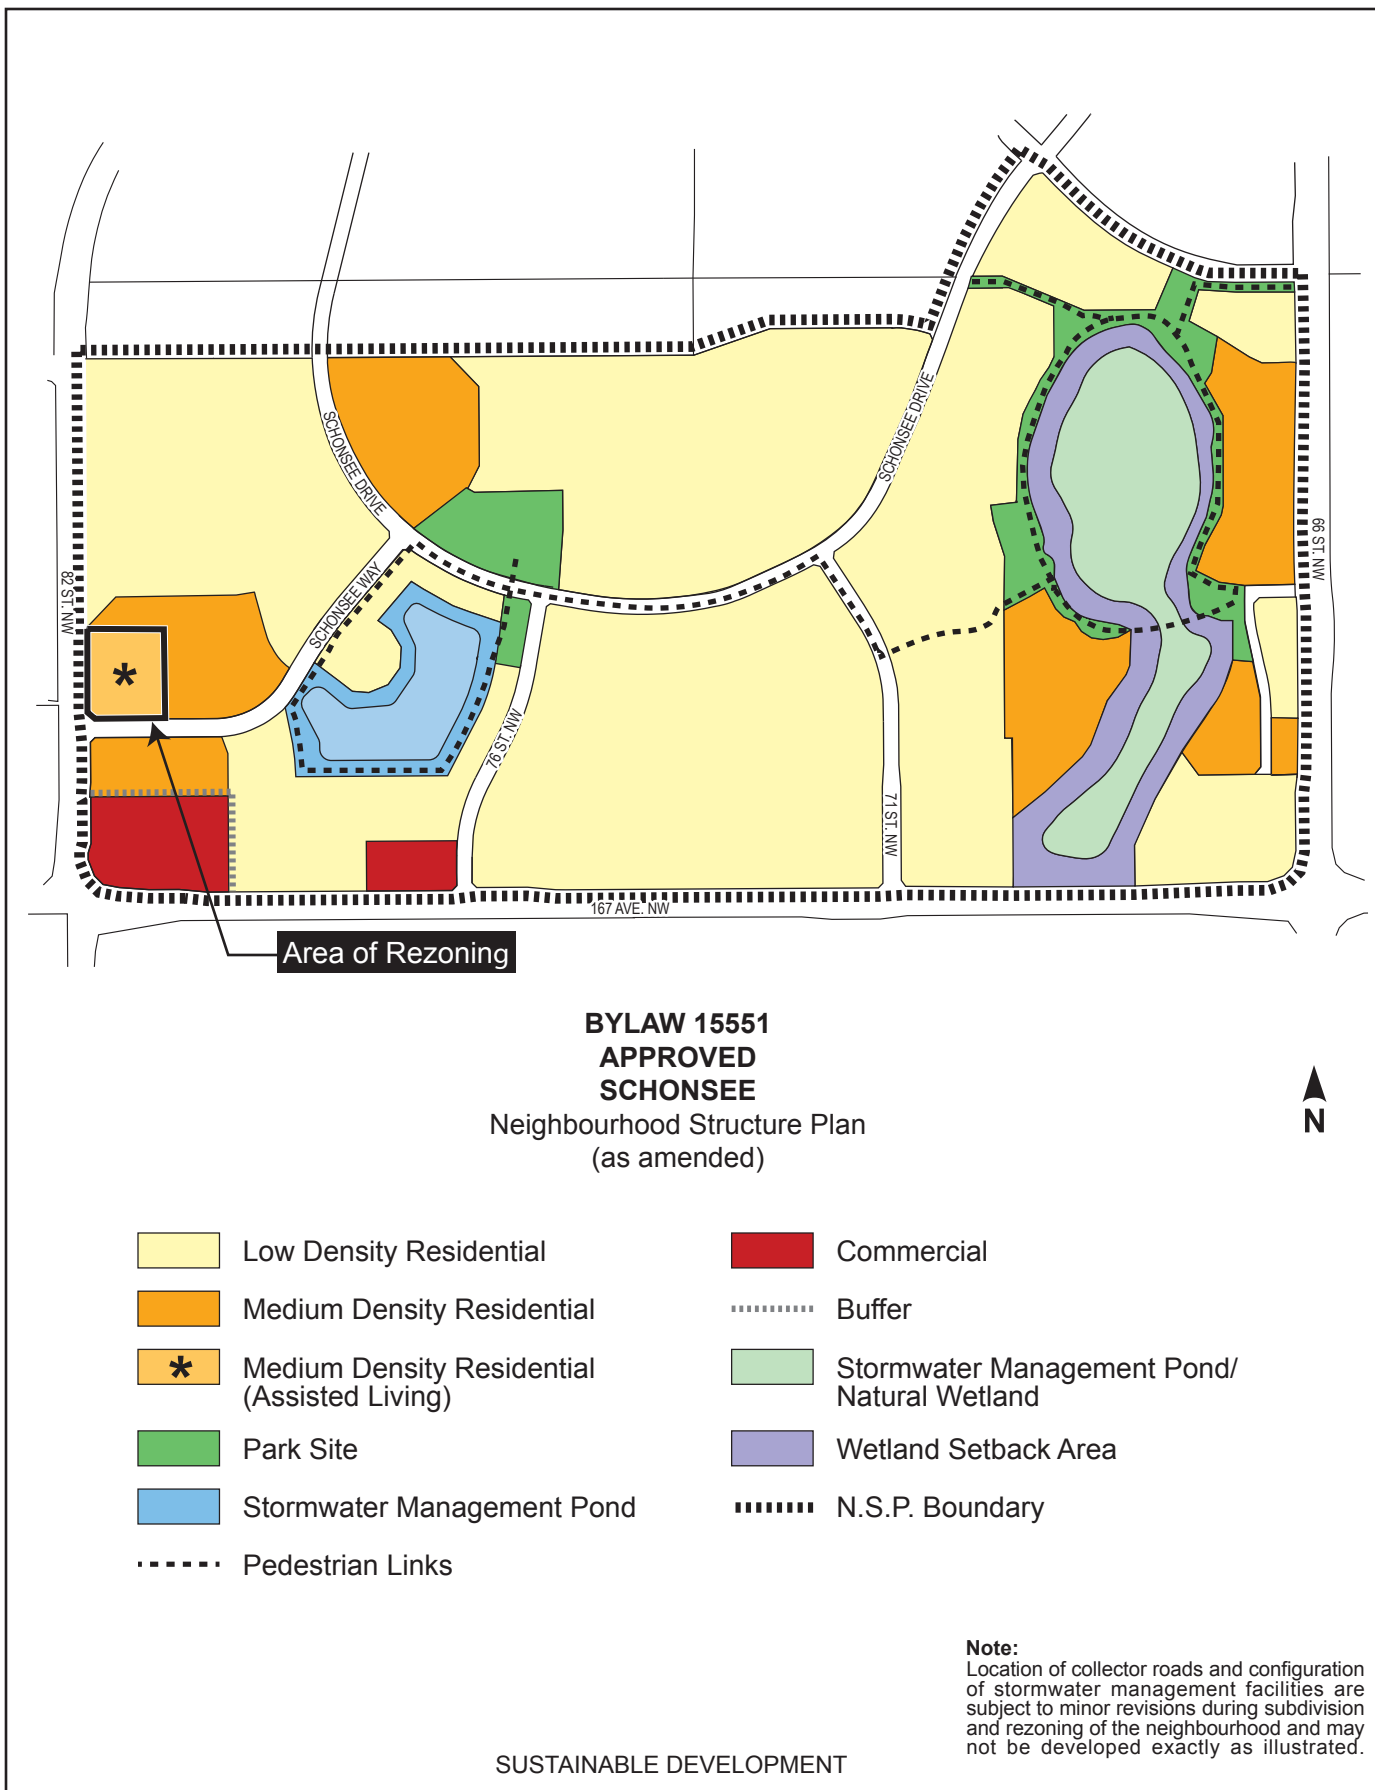 SCHONSEE DRIVE
SCHONSEE DRIVE
66 ST. NW
82 ST. NW
SCHONSEE WAY
*
76 ST. NW
71 ST. NW
167 AVE. NW
Area of Rezoning
BYLAW 15551
APPROVED
SCHONSEE
Neighbourhood Structure Plan
(as amended)
N
Low Density Residential
Medium Density Residential
*
Medium Density Residential
(Assisted Living)
Park Site
Stormwater Management Pond
Pedestrian Links
Commercial
Buffer
Stormwater Management Pond/
Natural Wetland
Wetland Setback Area
N.S.P. Boundary
Note:
Location of collector roads and configuration
of stormwater management facilities are
subject to minor revisions during subdivision
and rezoning of the neighbourhood and may
not be developed exactly as illustrated.
SUSTAINABLE DEVELOPMENT